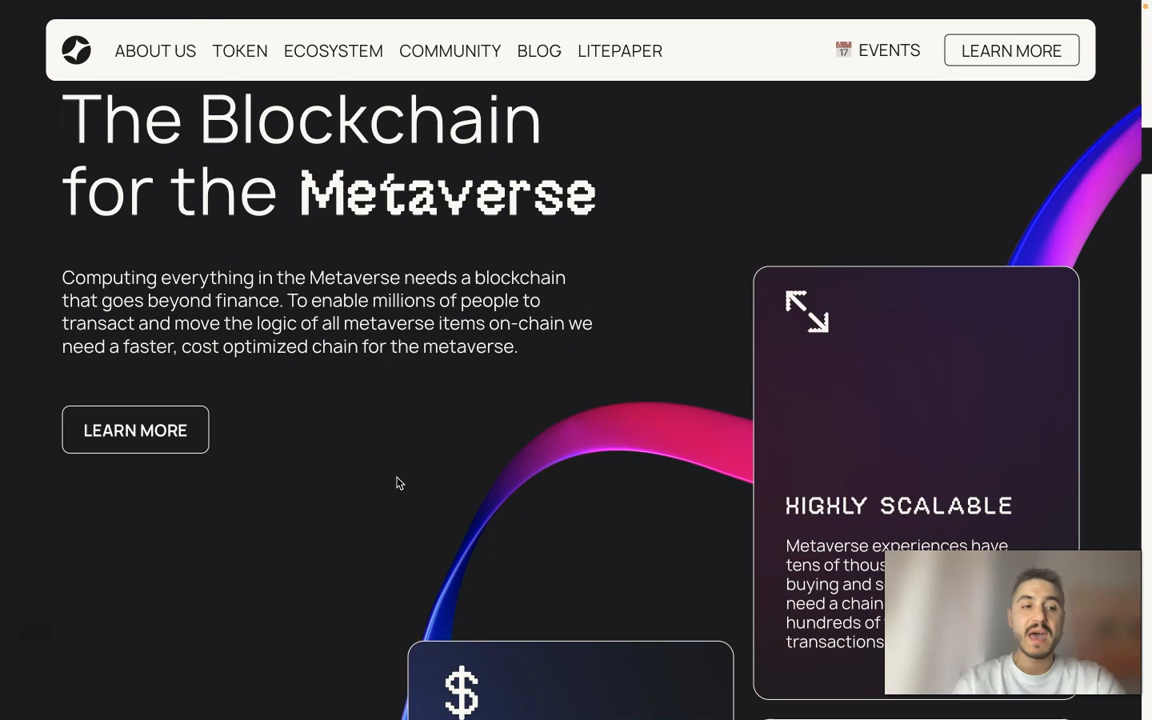 ABOUT US TOKEN ECOSYSTEM COMMUNITY BLOG LITEPAPER 17 EVENTS LEARN MORE
The Blockchain
for the Metaverse
Computing everything in the Metaverse needs a blockchain
that goes beyond finance. To enable millions of people to
transact and move the logic of all metaverse items on-chain we
need a faster, cost optimized chain for the metaverse.
LEARN MORE
HIGHLY SCALABLE
Metaverse experiences have
tens of
buying and
need a chain
hundreds of
transactions
$